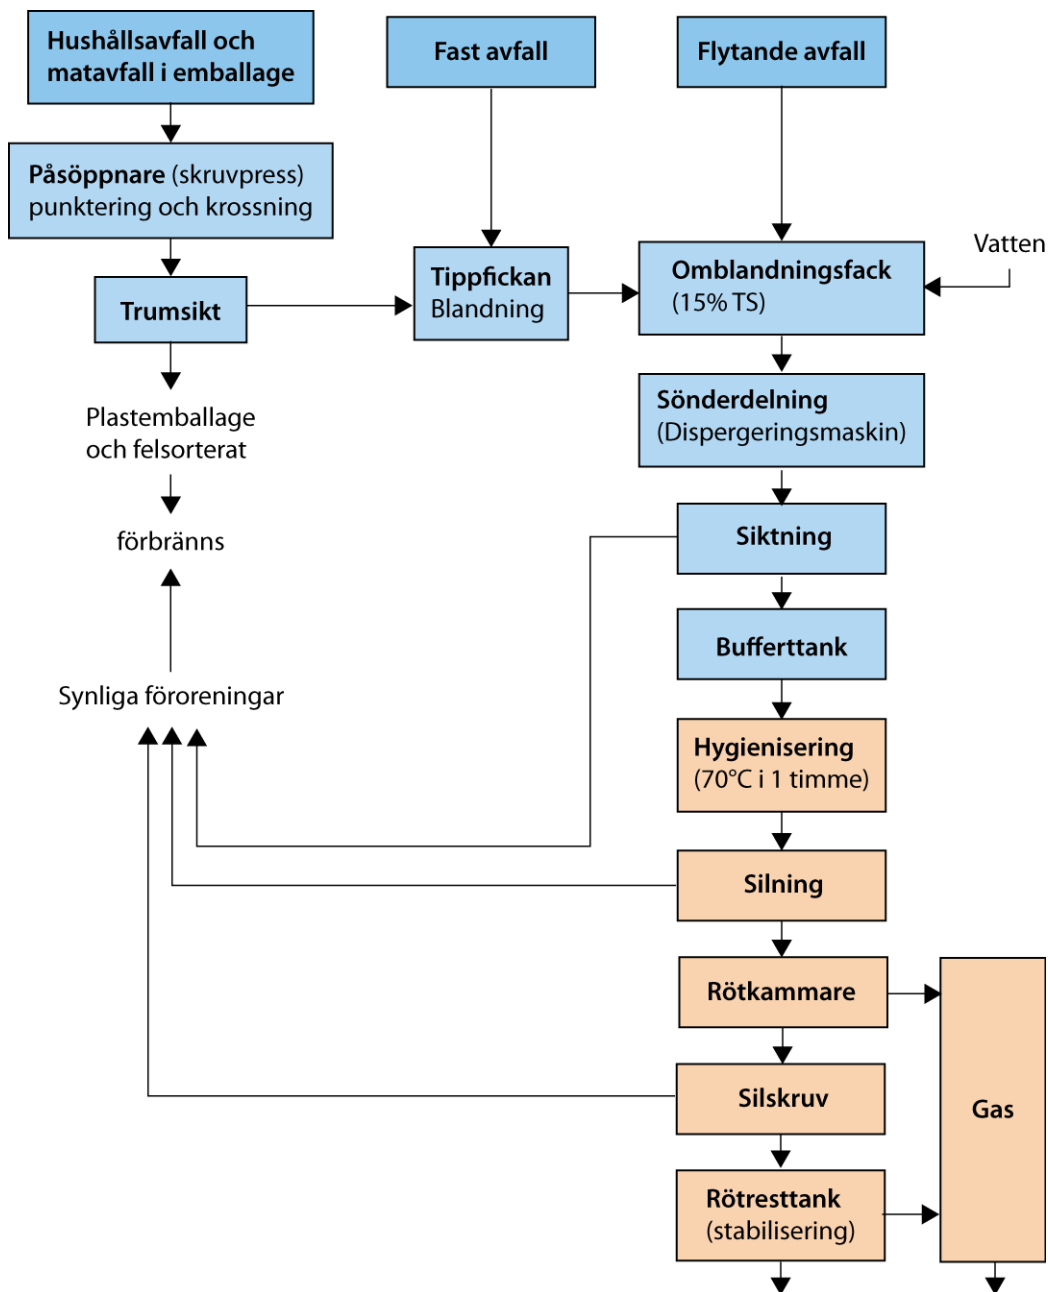 Hushållsavfall och
matavfall i emballage
Fast avfall
Flytande avfall
Påsöppnare (skruvpress)
punktering och krossning
Vatten
Trumsikt
Tippfickan
Blandning
Omblandningsfack
(15% TS)
Plastemballage
och felsorterat
Sönderdelning
(Dispergeringsmaskin)
förbränns
Siktning
Bufferttank
Synliga föroreningar
Hygienisering
(70°C i 1 timme)
Silning
Rötkammare
Silskruv
Gas
Rötresttank
(stabilisering)